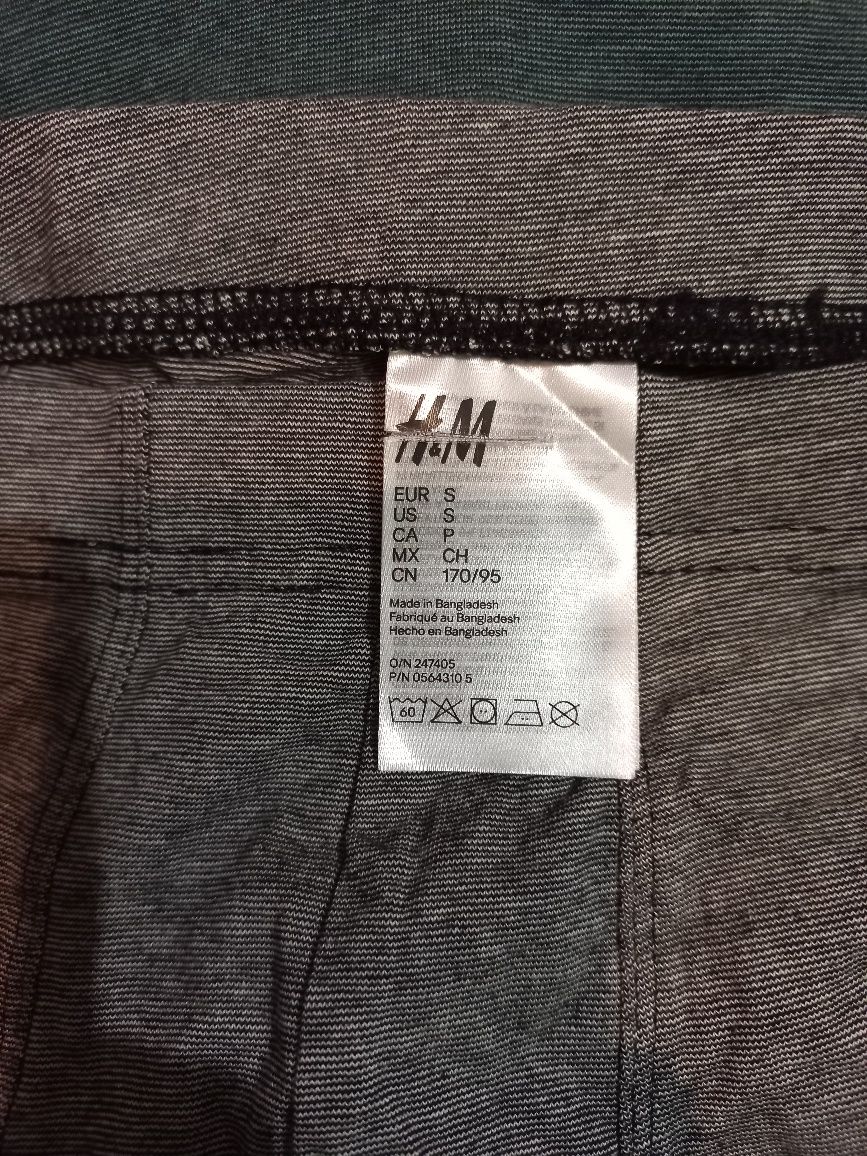 H&M
EUR S
US S
CA P
MX CH
CN 170/95
Made in Bangladesh
Fabriqué au Bangladesh
Hecho en Bangladesh
O/N 247405
P/N 0564310 5
60